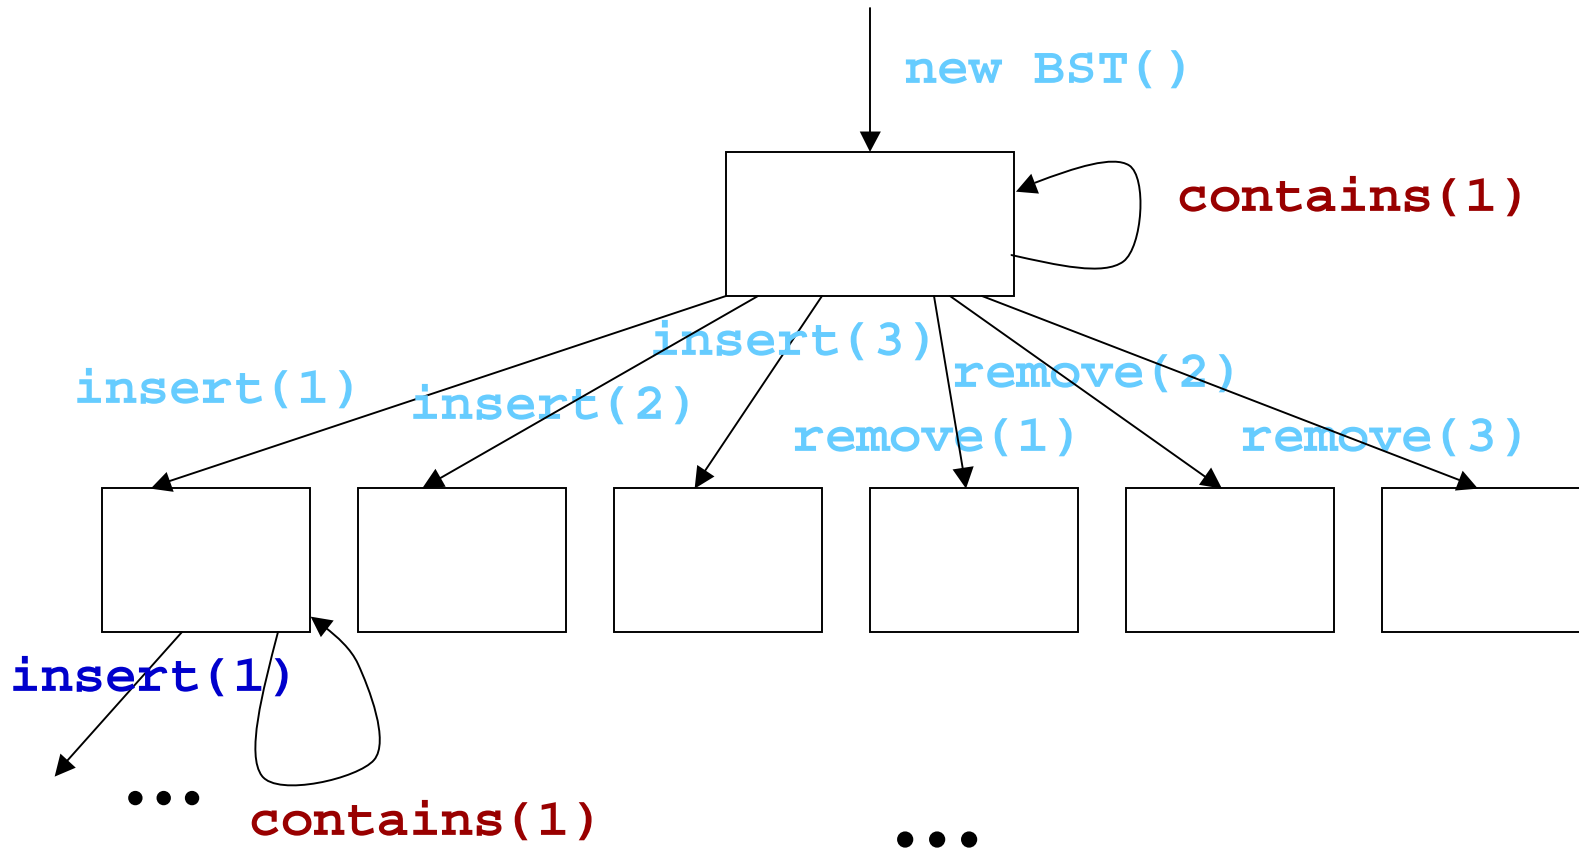 new BST()
contains(1)
insert(3)
remove(2)
insert(1)
insert(2)
remove(1)
remove(3)
insert(1)
...
contains(1)
...